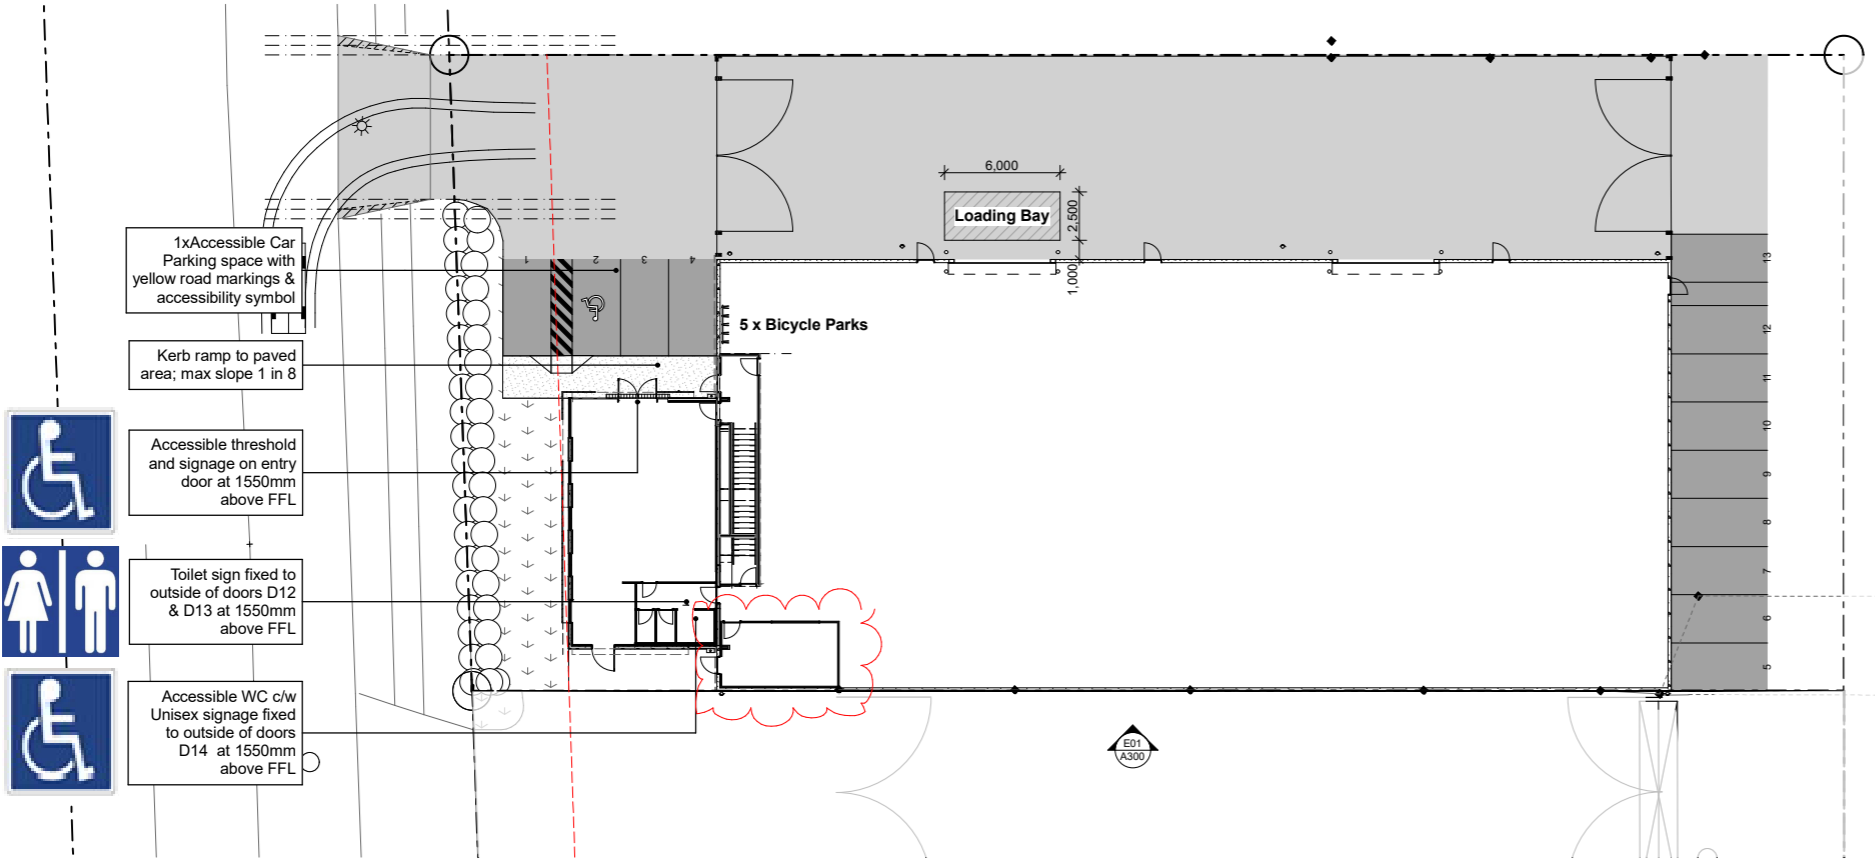 6,000
Loading Bay
2,500
1,000
1xAccessible Car
Parking space with
yellow road markings &
accessibility symbol
1
2
3
4
5 x Bicycle Parks
Kerb ramp to paved
area; max slope 1 in 8
Accessible threshold
and signage on entry
door at 1550mm
above FFL
Toilet sign fixed to
outside of doors D12
& D13 at 1550mm
above FFL
Accessible WC c/w
Unisex signage fixed
to outside of doors
D14 at 1550mm
above FFL
13
12
11
10
9
8
7
6
5
E01
A300